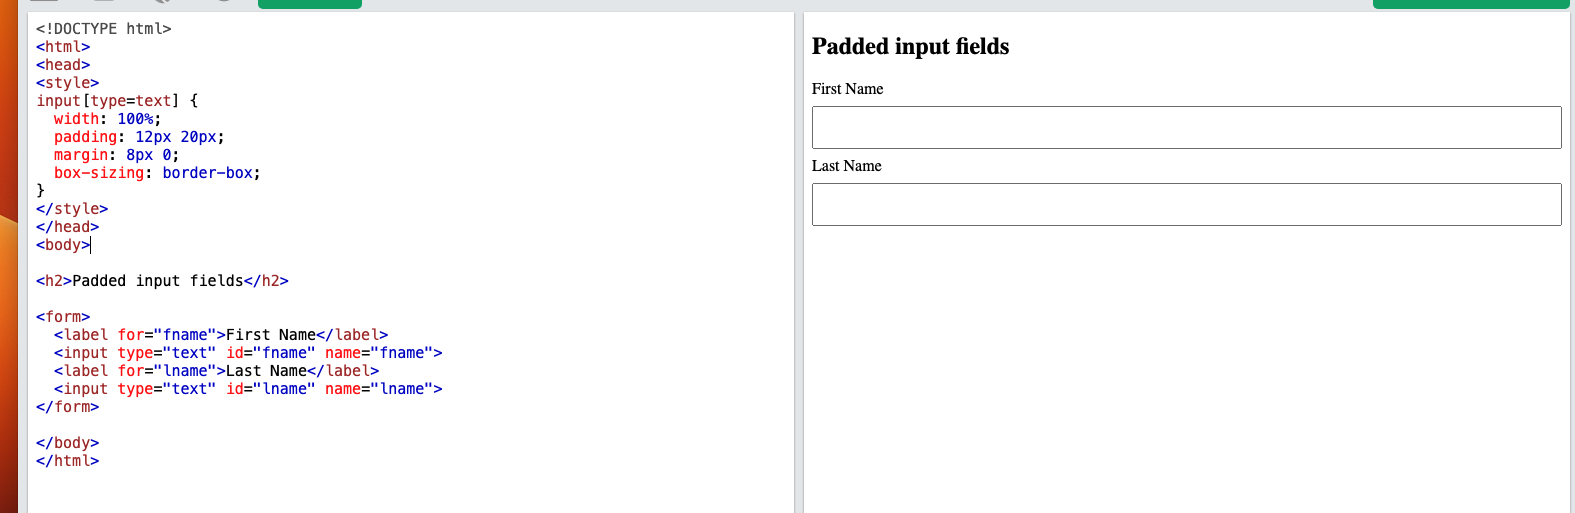 <!DOCTYPE html>
<html>
<head>
<style>
input[type=text] {
  width: 100%;
  padding: 12px 20px;
  margin: 8px 0;
  box-sizing: border-box;
}
</style>
</head>
<body>

<h2>Padded input fields</h2>

<form>
  <label for="fname">First Name</label>
  <input type="text" id="fname" name="fname">
  <label for="lname">Last Name</label>
  <input type="text" id="lname" name="lname">
</form>

</body>
</html>
Padded input fields
First Name
Last Name